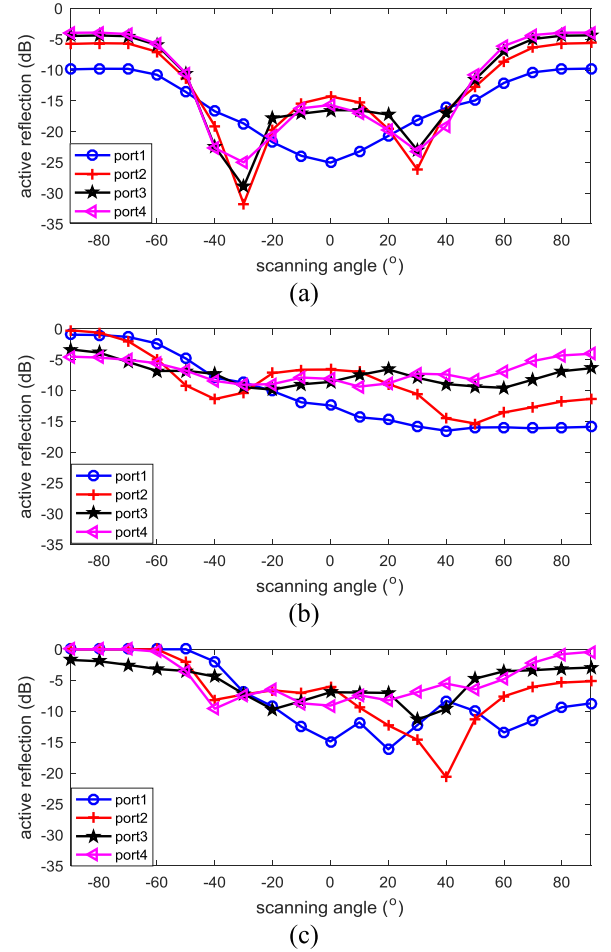 0
-5
-10
-15
-20
-25
-30
-35
active reflection (dB)
port1
port2
port3
port4
-80 -60 -40 -20 0 20 40 60 80
scanning angle (°)
(a)
0
-5
-10
-15
-20
-25
-30
-35
active reflection (dB)
port1
port2
port3
port4
-80 -60 -40 -20 0 20 40 60 80
scanning angle (°)
(b)
0
-5
-10
-15
-20
-25
-30
-35
active reflection (dB)
port1
port2
port3
port4
-80 -60 -40 -20 0 20 40 60 80
scanning angle (°)
(c)